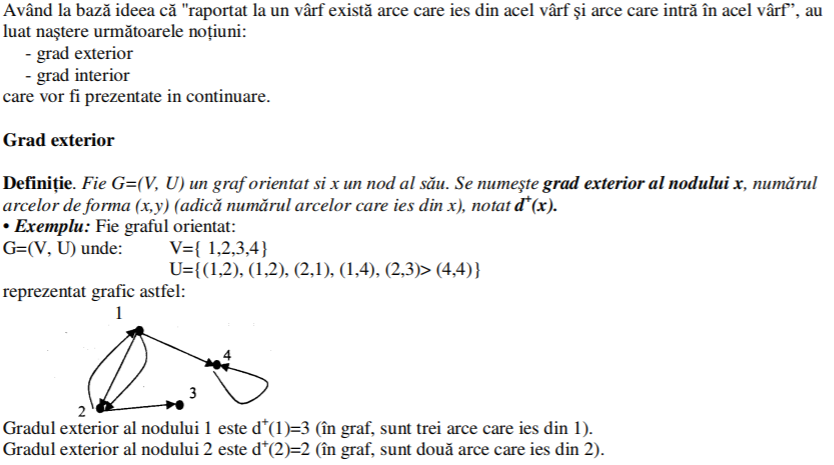 Având la bază ideea că "raportat la un vârf există arce care ies din acel vârf şi arce care intră în acel vârf”, au
luat naştere următoarele noţiuni:
- grad exterior
- grad interior
care vor fi prezentate in continuare.
Grad exterior
Definiţie. Fie G=(V, U) un graf orientat si x un nod al său. Se numeşte grad exterior al nodului x, numărul
arcelor de forma (x,y) (adică numărul arcelor care ies din x), notat d⁺(x).
• Exemplu: Fie graful orientat:
G=(V, U) unde: V={ 1,2,3,4}
U={(1,2), (1,2), (2,1), (1,4), (2,3)> (4,4)}
reprezentat grafic astfel:
1
4
3
2
Gradul exterior al nodului 1 este d⁺(1)=3 (în graf, sunt trei arce care ies din 1).
Gradul exterior al nodului 2 este d⁺(2)=2 (în graf, sunt două arce care ies din 2).